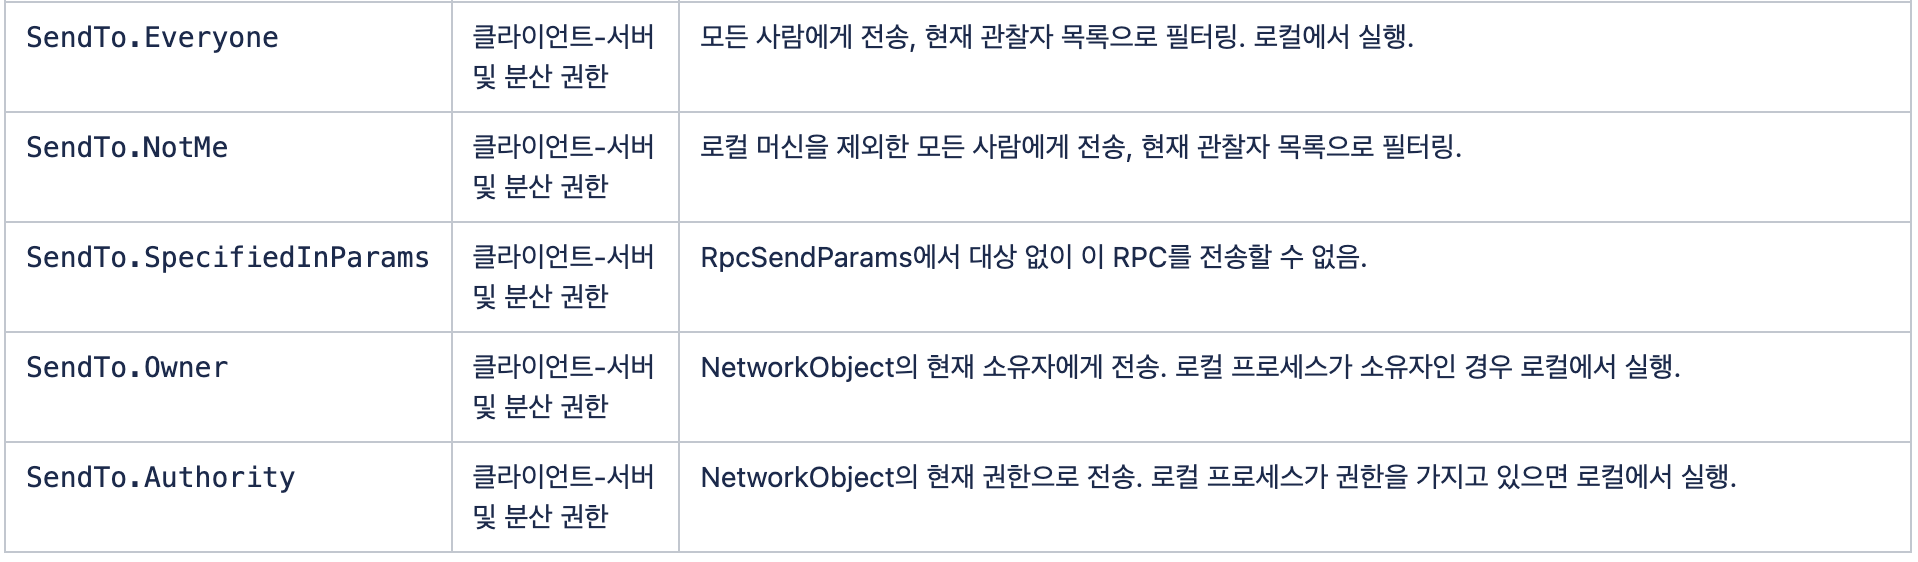 SendTo.Everyone
클라이언트-서버
및 분산 권한
모든 사람에게 전송, 현재 관찰자 목록으로 필터링. 로컬에서 실행.
SendTo.NotMe
클라이언트-서버
및 분산 권한
로컬 머신을 제외한 모든 사람에게 전송, 현재 관찰자 목록으로 필터링.
SendTo.SpecifiedInParams
클라이언트-서버
및 분산 권한
RpcSendParams에서 대상 없이 이 RPC를 전송할 수 없음.
SendTo.Owner
클라이언트-서버
및 분산 권한
NetworkObject의 현재 소유자에게 전송. 로컬 프로세스가 소유자인 경우 로컬에서 실행.
SendTo.Authority
클라이언트-서버
및 분산 권한
NetworkObject의 현재 권한으로 전송. 로컬 프로세스가 권한을 가지고 있으면 로컬에서 실행.